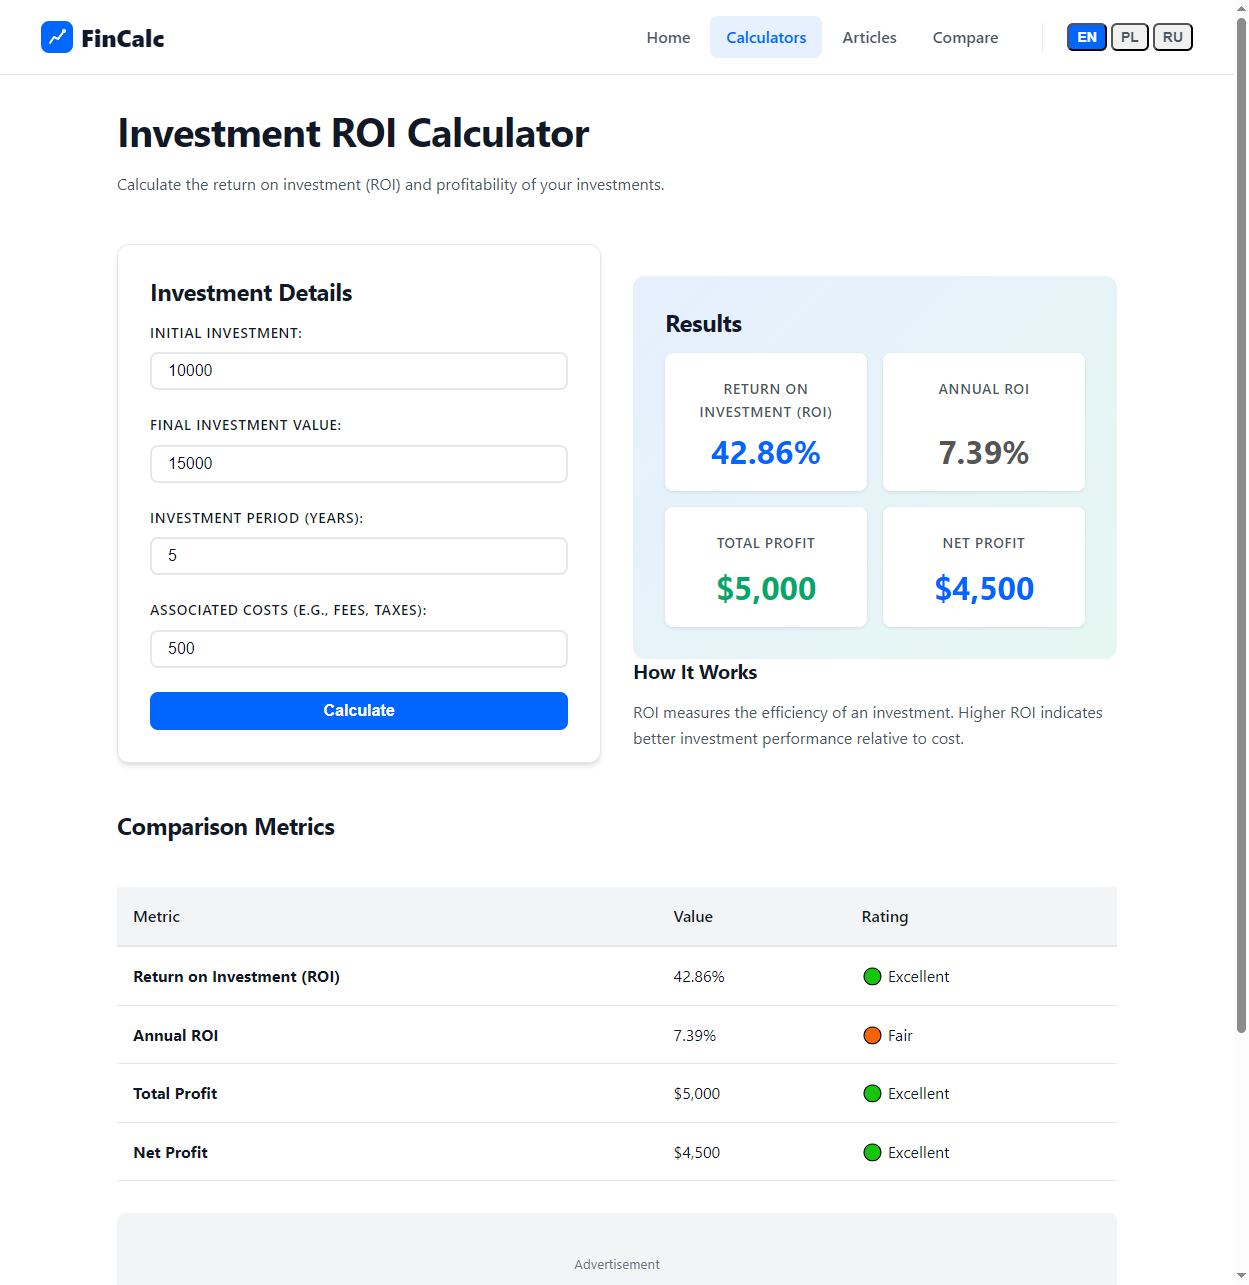 FinCalc
Home
Calculators
Articles
Compare
EN
PL
RU
Investment ROI Calculator
Calculate the return on investment (ROI) and profitability of your investments.
Investment Details
INITIAL INVESTMENT:
10000
FINAL INVESTMENT VALUE:
15000
INVESTMENT PERIOD (YEARS):
5
ASSOCIATED COSTS (E.G., FEES, TAXES):
500
Calculate
Results
RETURN ON
INVESTMENT (ROI)
42.86%
ANNUAL ROI
7.39%
TOTAL PROFIT
$5,000
NET PROFIT
$4,500
How It Works
ROI measures the efficiency of an investment. Higher ROI indicates
better investment performance relative to cost.
Comparison Metrics
Metric Value Rating
Return on Investment (ROI) 42.86% Excellent
Annual ROI 7.39% Fair
Total Profit $5,000 Excellent
Net Profit $4,500 Excellent
Advertisement